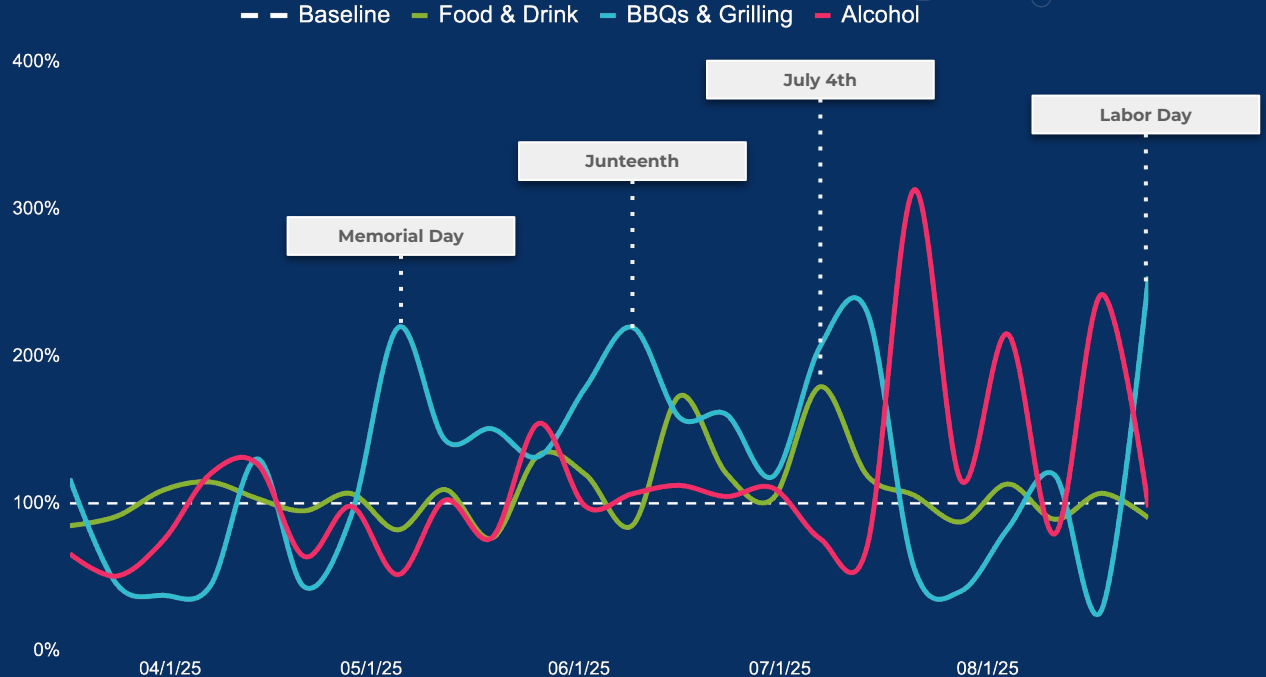 Baseline Food & Drink BBQs & Grilling Alcohol
400%
July 4th
Labor Day
Junteenth
300%
Memorial Day
200%
100%
0%
04/1/25 05/1/25 06/1/25 07/1/25 08/1/25